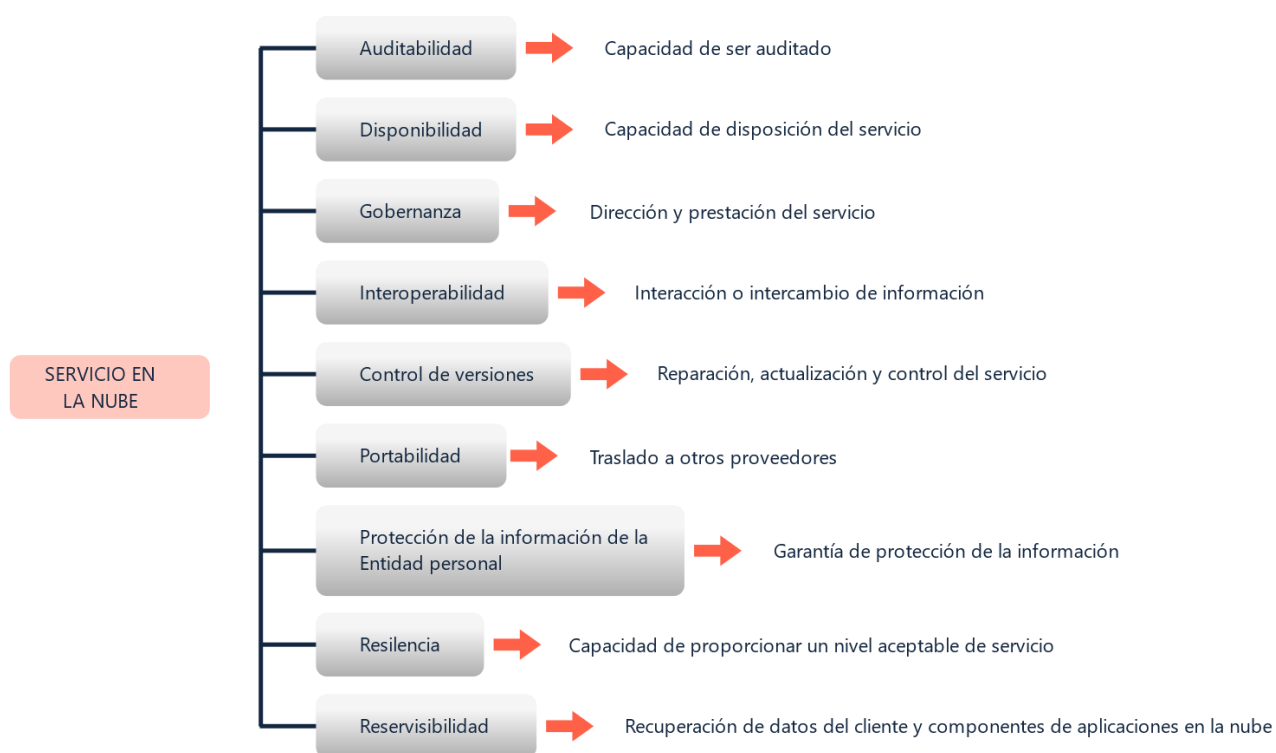 Auditabilidad
Capacidad de ser auditado
Disponibilidad
Capacidad de disposición del servicio
Gobernanza
Dirección y prestación del servicio
Interoperabilidad
Interacción o intercambio de información
SERVICIO EN
LA NUBE
Control de versiones
Reparación, actualización y control del servicio
Portabilidad
Traslado a otros proveedores
Protección de la información de la
Entidad personal
Garantía de protección de la información
Resilencia
Capacidad de proporcionar un nivel aceptable de servicio
Reservisibilidad
Recuperación de datos del cliente y componentes de aplicaciones en la nube